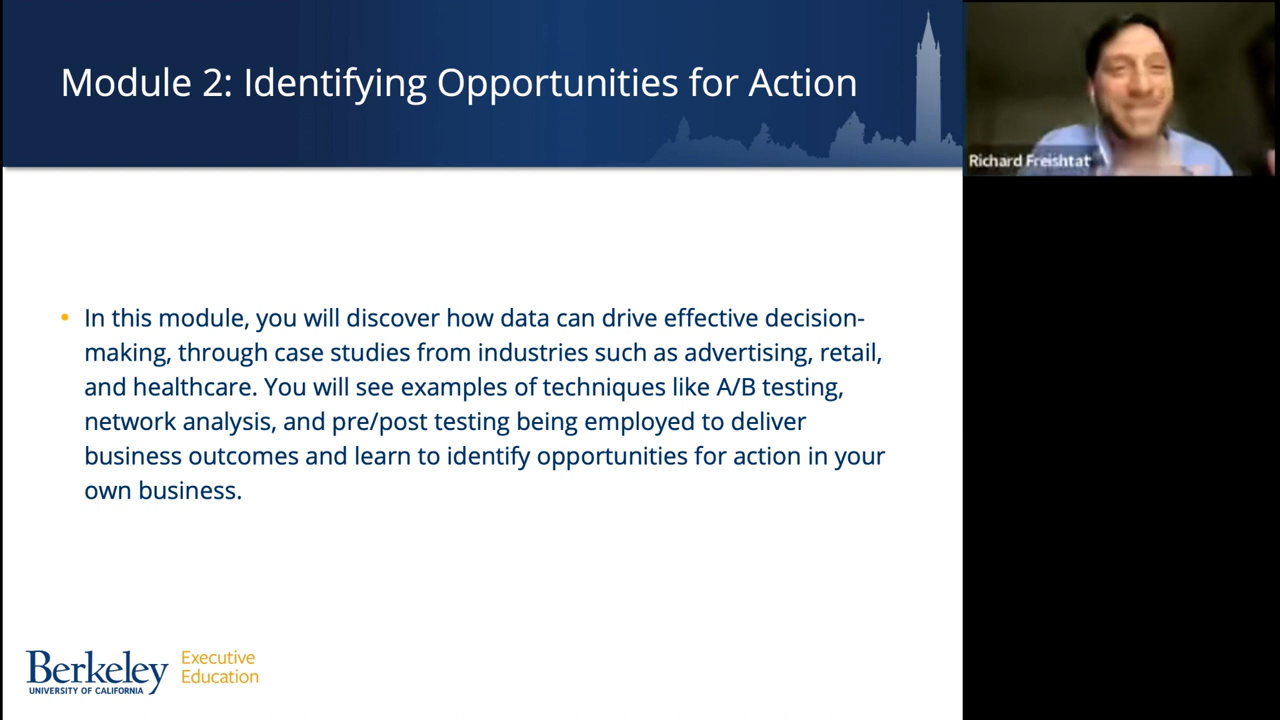 Module 2: Identifying Opportunities for Action
Richard Freishtat
• In this module, you will discover how data can drive effective decision-
making, through case studies from industries such as advertising, retail,
and healthcare. You will see examples of techniques like A/B testing,
network analysis, and pre/post testing being employed to deliver
business outcomes and learn to identify opportunities for action in your
own business.
Berkeley
UNIVERSITY OF CALIFORNIA
Executive
Education